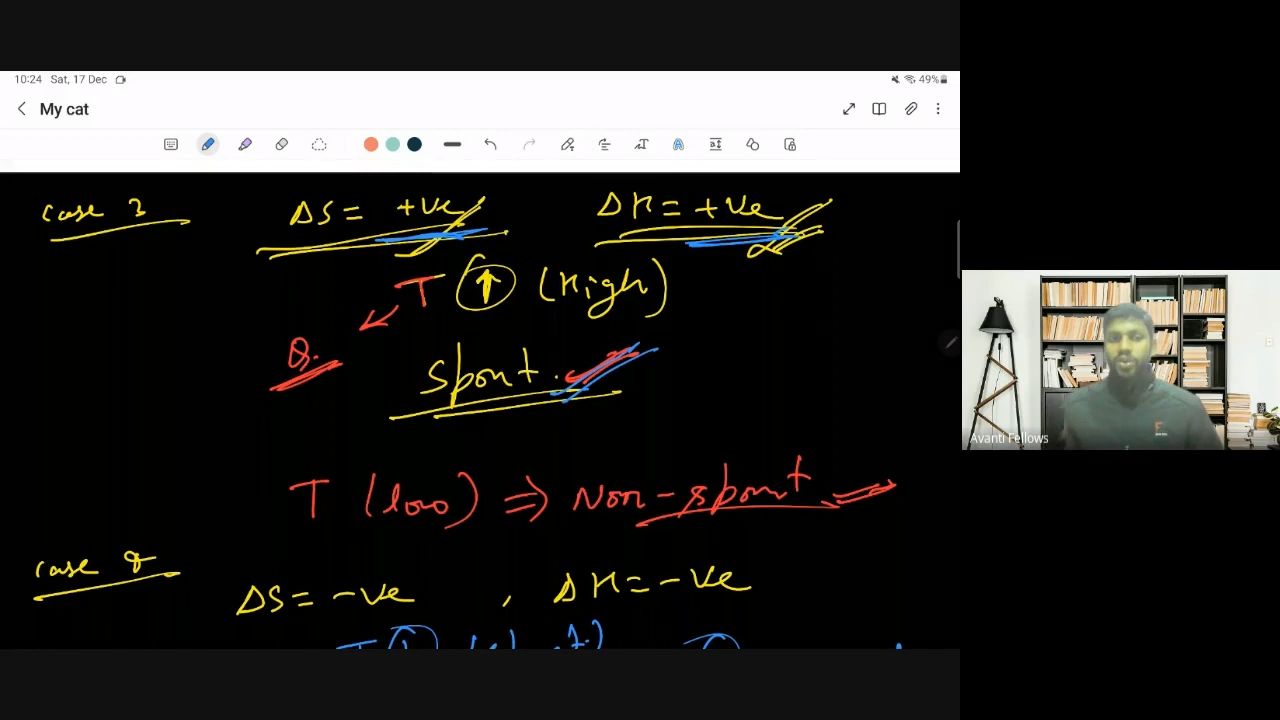 10:24 Sat, 17 Dec
49%
My cat
case 3 ΔS = +ve ΔH = +ve
T ↑ (High)
Q.
spont.
T (low) ⇒ Non-spont
case 4
ΔS = -ve , ΔH = -ve
Avanti Fellows